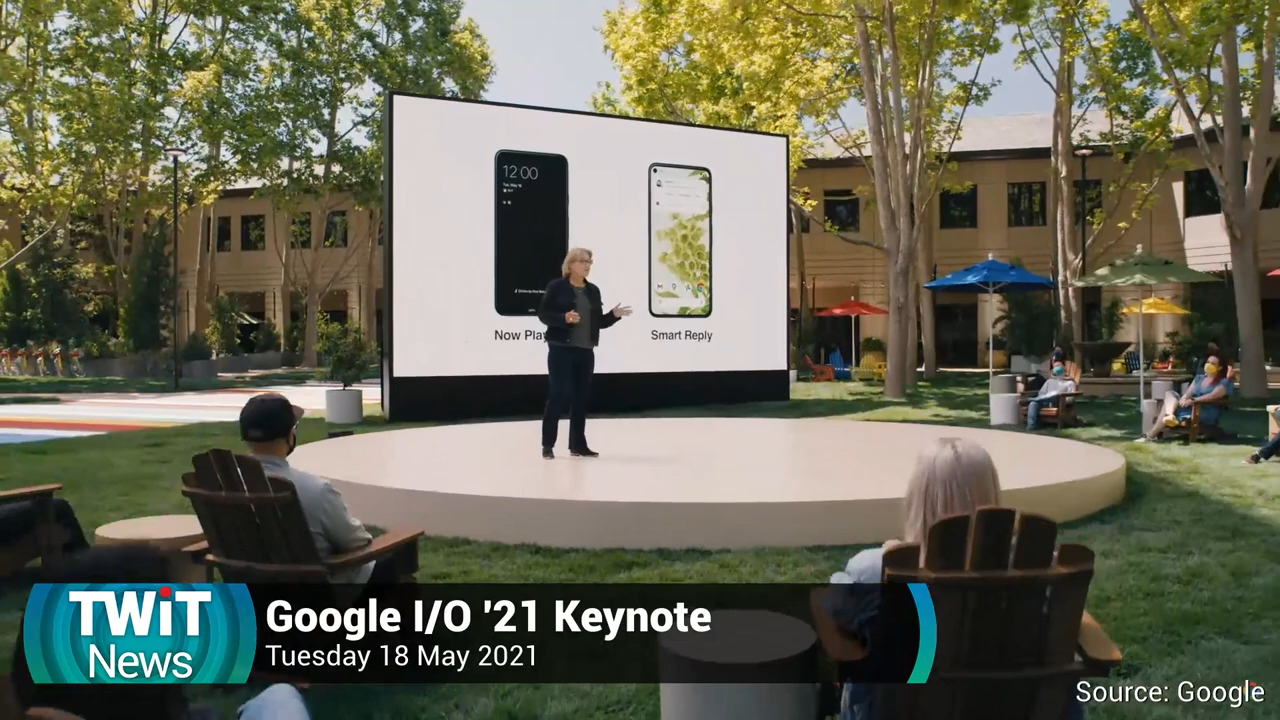 12:00
Now Play
Smart Reply
TWiT
News
Google I/O '21 Keynote
Tuesday 18 May 2021
Source: Google